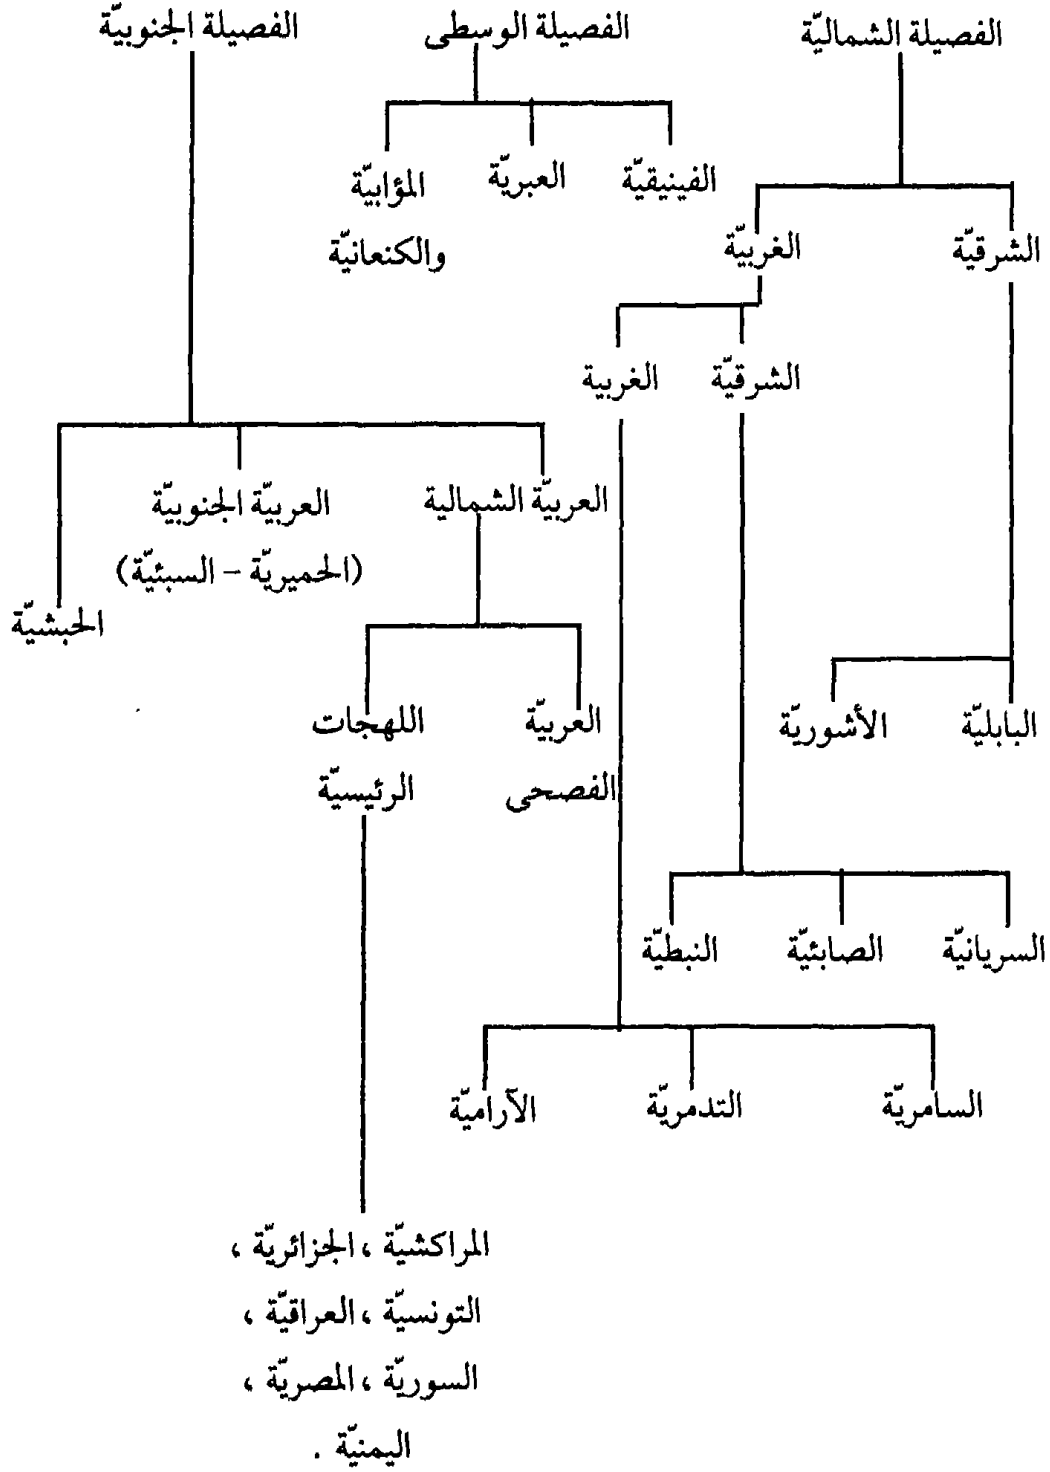 الفصيلة الشماليّة
الفصيلة الوسطى
الفصيلة الجنوبيّة
الفينيقيّة
العبريّة
المؤابيّة
والكنعانيّة
الشرقيّة
الغربيّة
الشرقيّة
الغربية
العربيّة الشمالية
العربيّة الجنوبيّة
(الحميريّة – السبئيّة)
الحبشيّة
العربيّة
الفصحى
اللهجات
الرئيسيّة
البابليّة
الأشوريّة
السريانيّة
الصابئيّة
النبطيّة
السامريّة
التدمريّة
الآراميّة
المراكشيّة ، الجزائريّة ،
التونسيّة ، العراقيّة ،
السوريّة ، المصريّة ،
اليمنيّة .